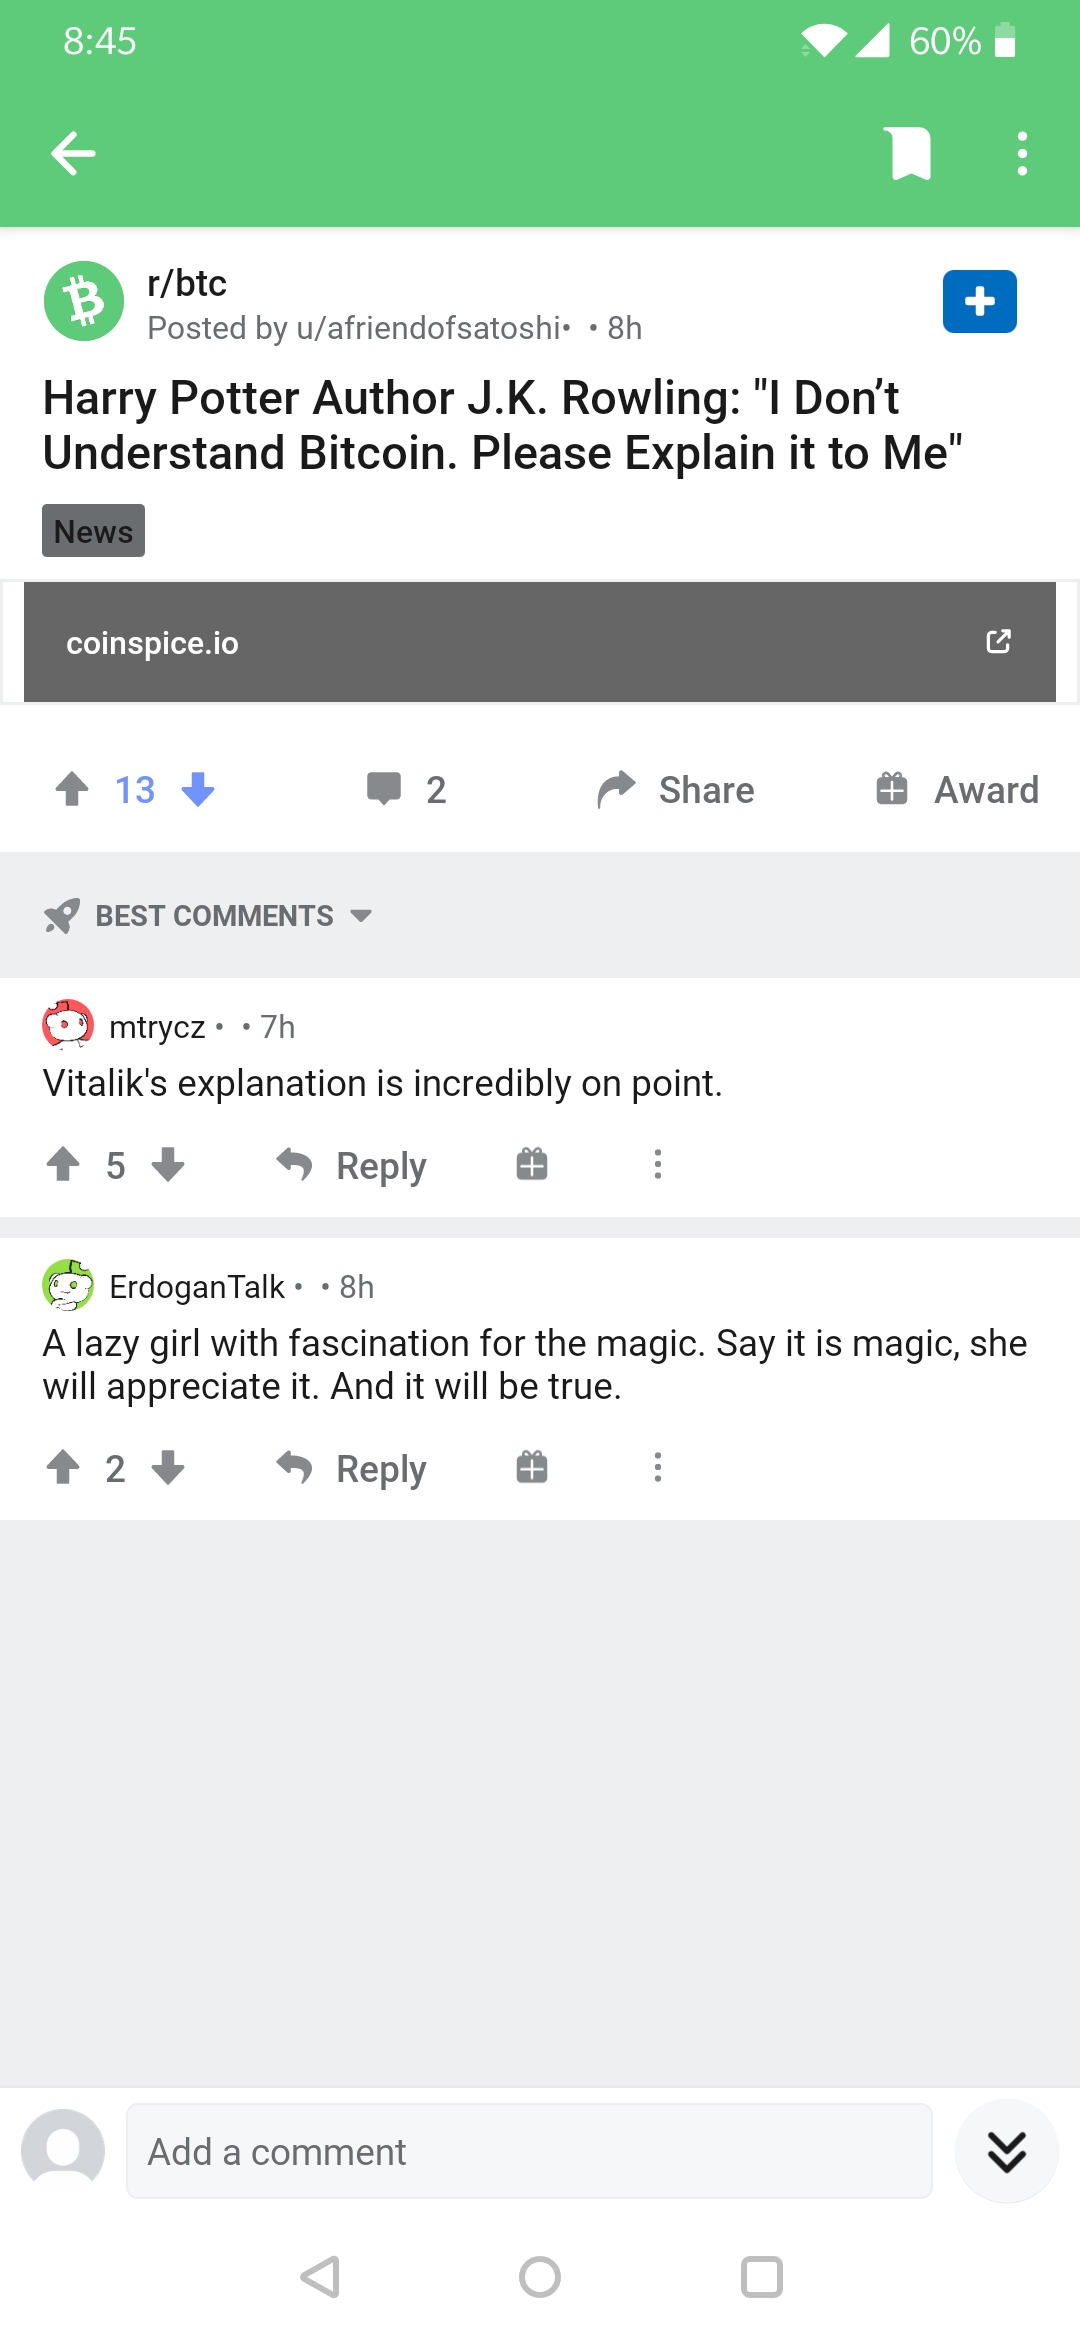 8:45
60%
r/btc
Posted by u/afriendofsatoshi• • 8h
Harry Potter Author J.K. Rowling: "I Don’t
Understand Bitcoin. Please Explain it to Me"
News
coinspice.io
13
2
Share
Award
BEST COMMENTS
mtrycz • • 7h
Vitalik's explanation is incredibly on point.
5
Reply
ErdoganTalk • • 8h
A lazy girl with fascination for the magic. Say it is magic, she
will appreciate it. And it will be true.
2
Reply
Add a comment